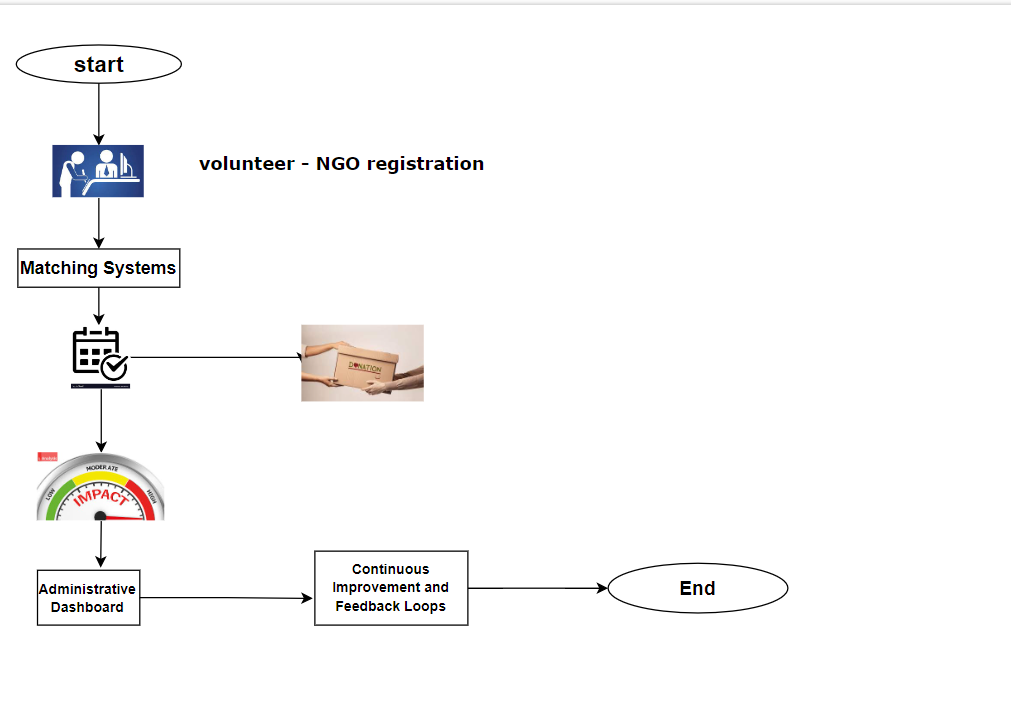 start
volunteer - NGO registration
Matching Systems
DONATION
MODERATE
LOW
HIGH
IMPACT
Administrative
Dashboard
Continuous
Improvement and
Feedback Loops
End